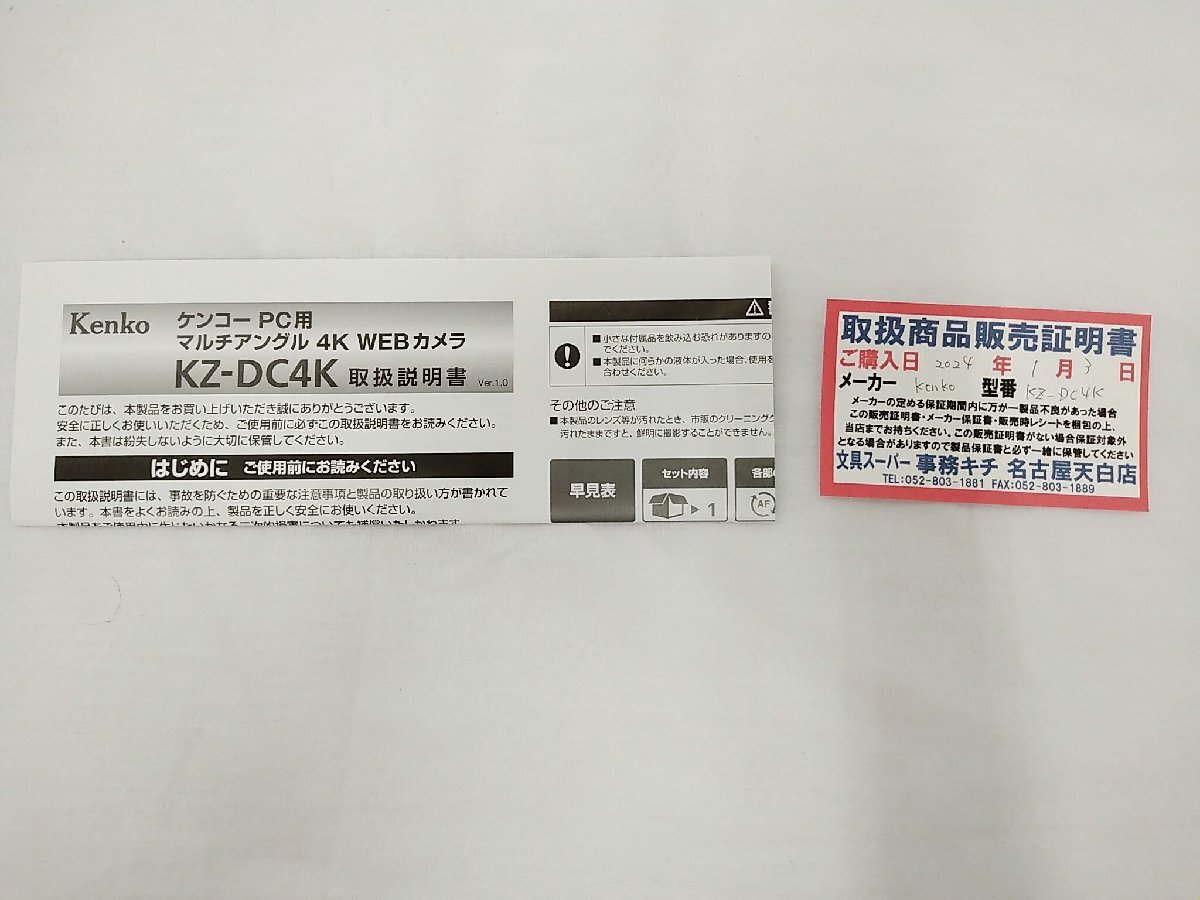 Kenko
ケンコー PC用
マルチアングル 4K WEBカメラ
KZ-DC4K 取扱説明書 Ver.1.0
このたびは、本製品をお買い上げいただき誠にありがとうございます。
安全に正しくお使いいただくため、ご使用前に必ずこの取扱説明書をお読みください。
また、本書は紛失しないように大切に保管してください。
はじめに ご使用前にお読みください
この取扱説明書には、事故を防ぐための重要な注意事項と製品の取り扱い方が書かれて
います。本書をよくお読みの上、製品を正しく安全にお使いください。
■小さな付属品を飲み込む恐れがありますの
でください。
■本製品に何らかの液体が入った場合、使用を
合わせください。
その他のご注意
■本製品のレンズ等が汚れたとき、市販のクリーニング
汚れたままですと、鮮明に撮影することができません。
早見表
セット内容
1
各部
AF
取扱商品販売証明書
ご購入日 2024 年 1 月 3 日
メーカー Kenko 型番 KZ-DC4K
メーカーの定める保証期間内に万が一製品不良があった場合
この販売証明書・メーカー保証書・販売時レシートを梱包の上、
当店までお持ちください。この販売証明書がない場合保証対象外
となる場合がありますので製品保証書と必ず一緒に保管してください
文具スーパー 事務キチ 名古屋天白店
TEL:052-803-1881 FAX:052-803-1889